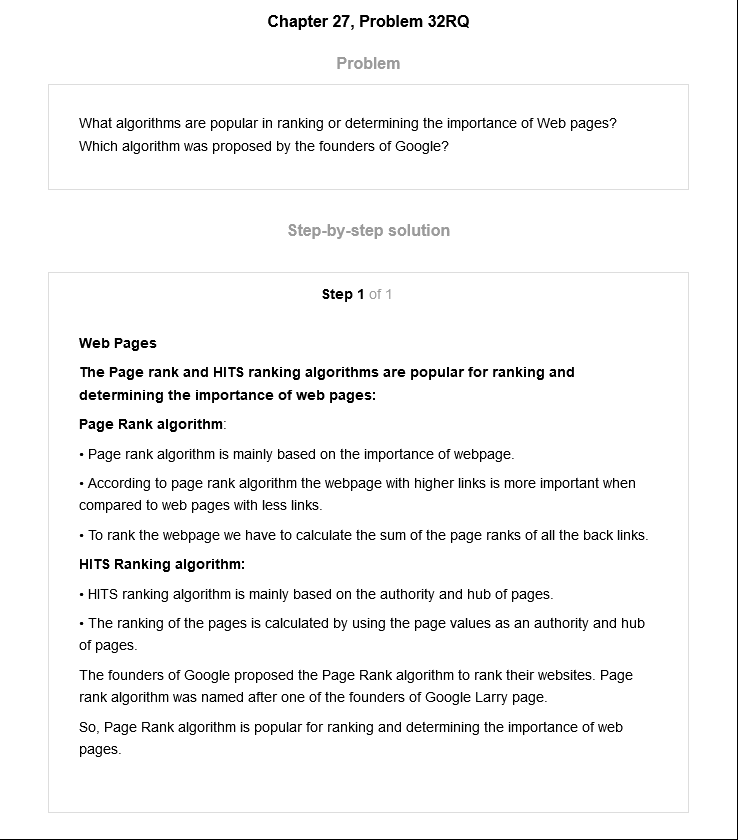 Chapter 27, Problem 32RQ
Problem
What algorithms are popular in ranking or determining the importance of Web pages?
Which algorithm was proposed by the founders of Google?
Step-by-step solution
Step 1 of 1
Web Pages
The Page rank and HITS ranking algorithms are popular for ranking and
determining the importance of web pages:
Page Rank algorithm:
• Page rank algorithm is mainly based on the importance of webpage.
• According to page rank algorithm the webpage with higher links is more important when
compared to web pages with less links.
• To rank the webpage we have to calculate the sum of the page ranks of all the back links.
HITS Ranking algorithm:
• HITS ranking algorithm is mainly based on the authority and hub of pages.
• The ranking of the pages is calculated by using the page values as an authority and hub
of pages.
The founders of Google proposed the Page Rank algorithm to rank their websites. Page
rank algorithm was named after one of the founders of Google Larry page.
So, Page Rank algorithm is popular for ranking and determining the importance of web
pages.